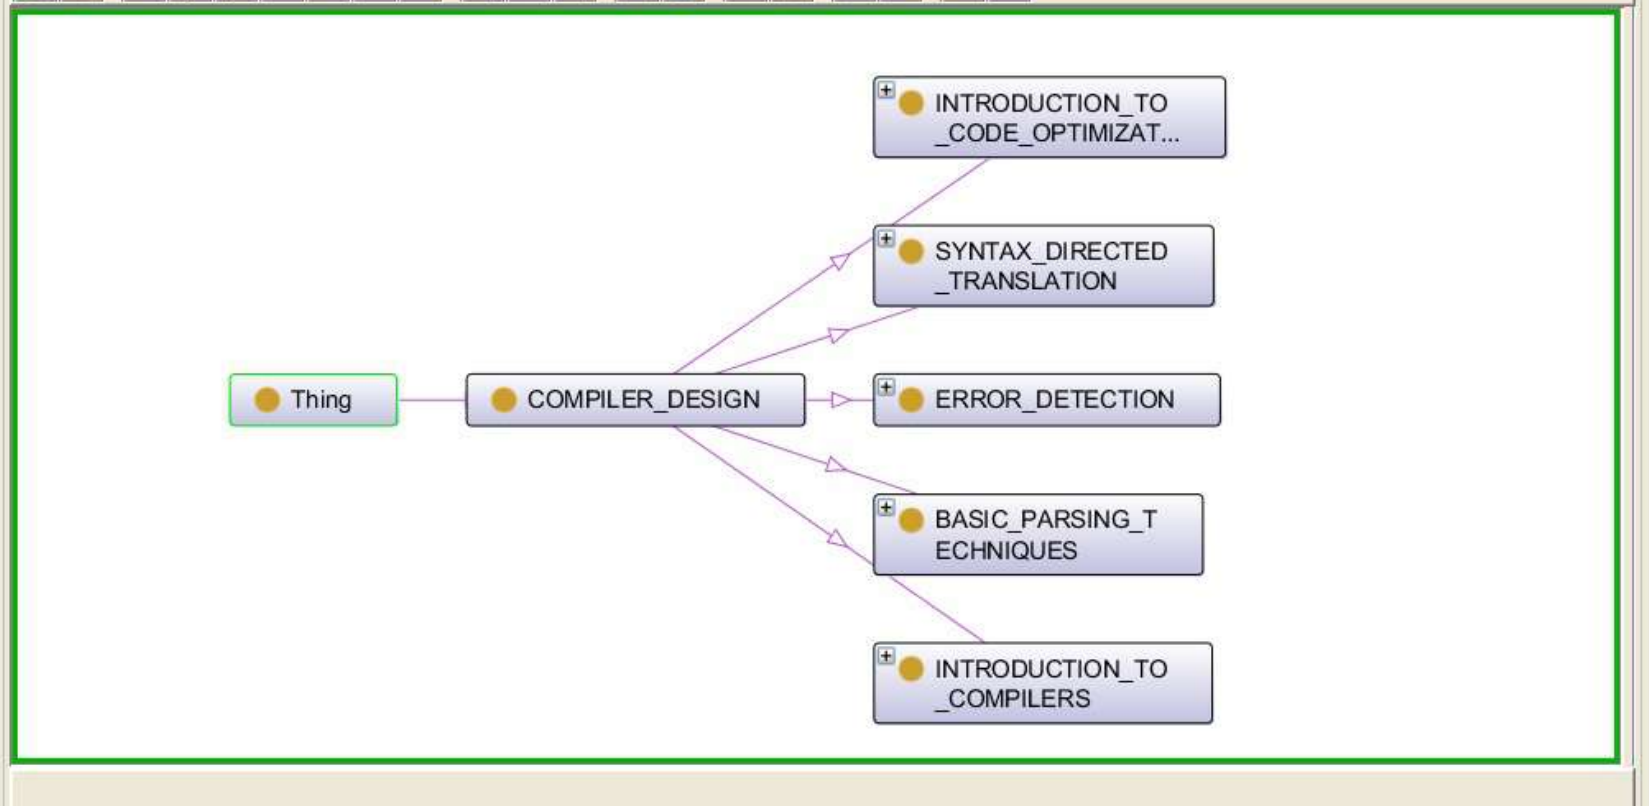 INTRODUCTION_TO
_CODE_OPTIMIZAT...
SYNTAX_DIRECTED
_TRANSLATION
Thing
COMPILER_DESIGN
ERROR_DETECTION
BASIC_PARSING_T
ECHNIQUES
INTRODUCTION_TO
_COMPILERS